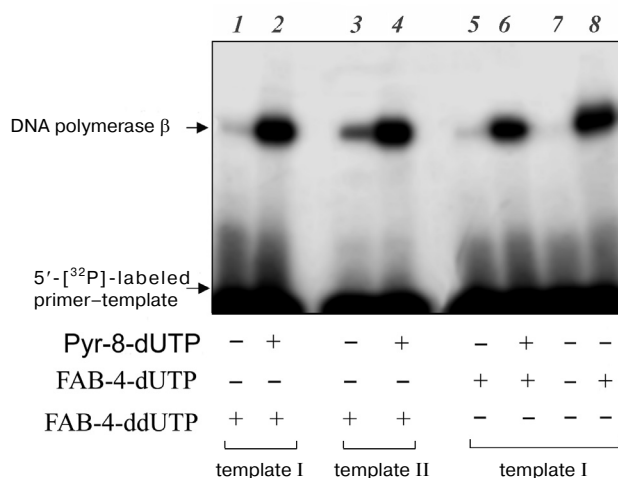 1 2 3 4 5 6 7 8
DNA polymerase β
5′-[³²P]-labeled
primer–template
Pyr-8-dUTP – + – + – + – –
FAB-4-dUTP – – – – + + – +
FAB-4-ddUTP + + + + – – – –
template I template II template I